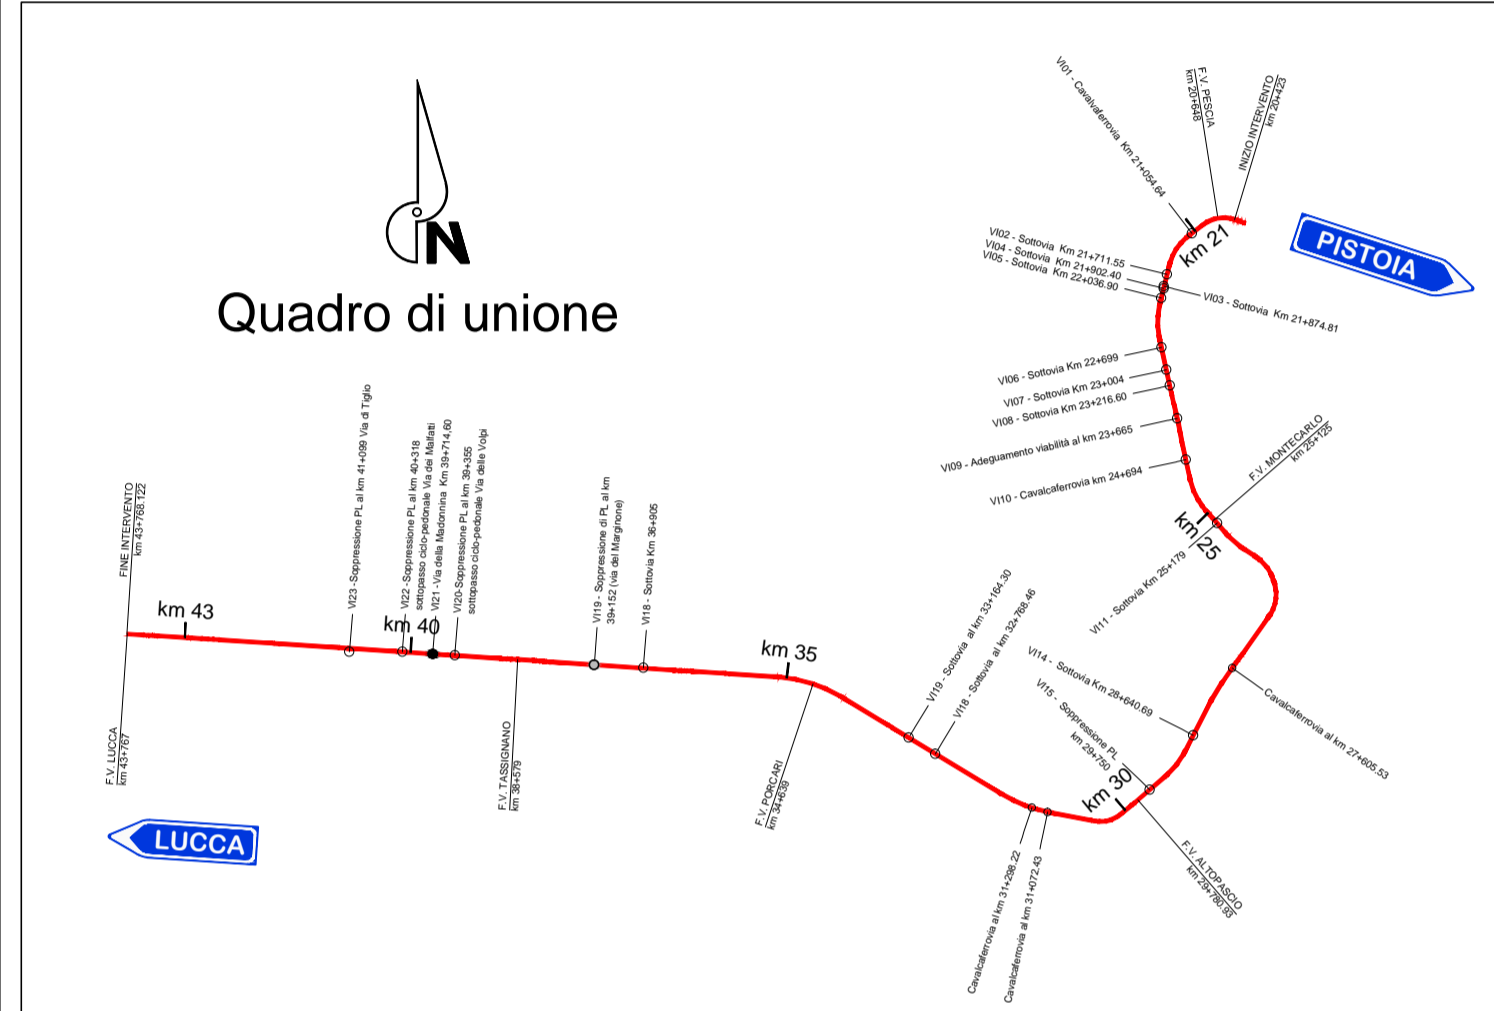 N
Quadro di unione
VI01 - Cavalvaferrovia Km 21+054.64
F.V. PESCIA
km 20+648
INIZIO INTERVENTO
km 20+423
km 21
PISTOIA
VI02 - Sottovia Km 21+711.55
VI04 - Sottovia Km 21+902.40
VI05 - Sottovia Km 22+036.90
VI03 - Sottovia Km 21+874.81
VI06 - Sottovia Km 22+699
VI07 - Sottovia Km 23+004
VI08 - Sottovia Km 23+216.60
VI09 - Adeguamento viabilità al km 23+665
VI10 - Cavalcaferrovia km 24+694
F.V. MONTECARLO
km 25+125
km 25
VI11 - Sottovia Km 25+179
FINE INTERVENTO
km 43+768.122
km 43
VI23 -Soppressione PL al km 41+099 Via di Tiglio
VI22 -Soppressione PL al km 40+318
sottopasso ciclo-pedonale Via dei Malfatti
km 40
VI21 - Via della Madonnina Km 39+714,60
VI20-Soppressione PL al km 39+355
sottopasso ciclo-pedonale Via delle Volpi
VI19 - Soppressione di PL al km
39+152 (via del Marginone)
VI18 - Sottovia Km 36+905
km 35
VI19 - Sottovia al km 33+164.30
VI18 - Sottovia al km 32+768.46
VI14 - Sottovia Km 28+640.69
VI15 - Soppressione PL
km 29+750
Cavalcaferrovia al km 27+605.53
km 30
F.V. LUCCA
km 43+767
F.V. TASSIGNANO
km 38+579
F.V. PORCARI
km 34+639
LUCCA
Cavalcaferrovia al km 31+298.22
Cavalcaferrovia al km 31+072.43
F.V. ALTOPASCIO
km 29+780.93